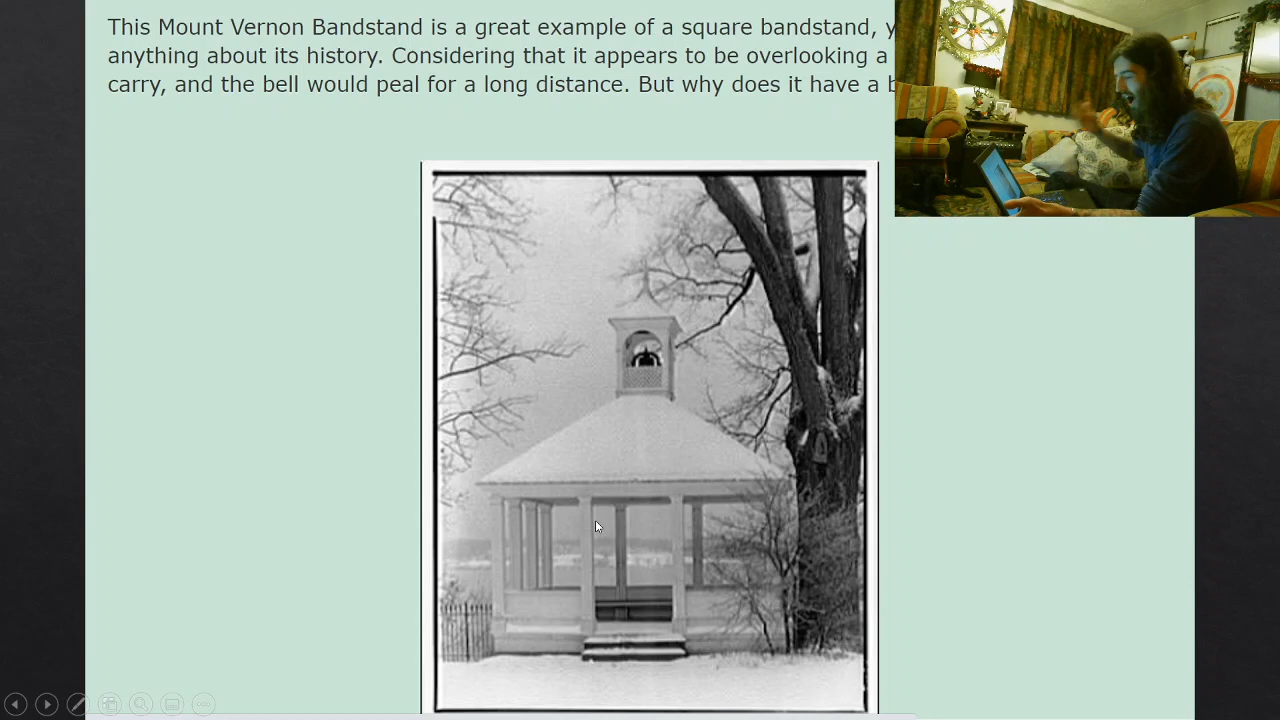 This Mount Vernon Bandstand is a great example of a square bandstand,
anything about its history. Considering that it appears to be overlooking a
carry, and the bell would peal for a long distance. But why does it have a